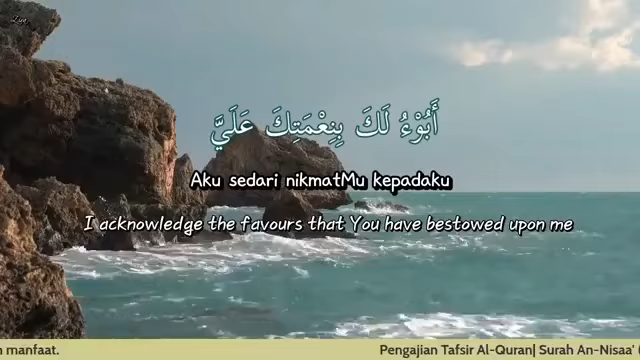 أَبُوْءُ لَكَ بِنِعْمَتِكَ عَلَيَّ
Aku sedari nikmatMu kepadaku
I acknowledge the favours that You have bestowed upon me
manfaat. Pengajian Tafsir Al-Quran| Surah An-Nisaa'